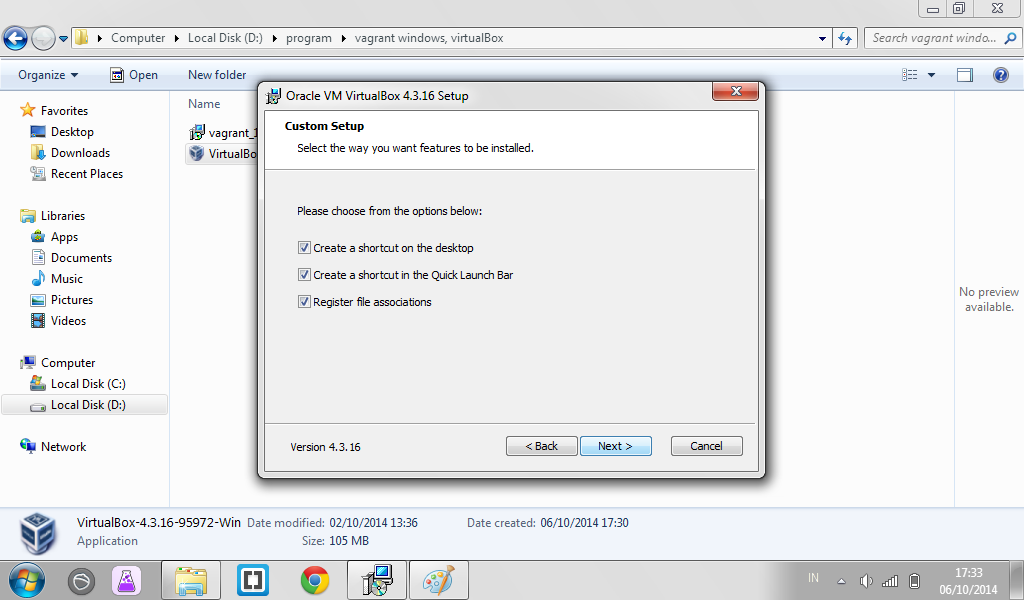 Computer Local Disk (D:) program vagrant windows, virtualBox
Search vagrant windo...
Organize Open New folder
Favorites
Desktop
Downloads
Recent Places
Libraries
Apps
Documents
Music
Pictures
Videos
Computer
Local Disk (C:)
Local Disk (D:)
Network
Name
vagrant_1
VirtualBo
Oracle VM VirtualBox 4.3.16 Setup
Custom Setup
Select the way you want features to be installed.
Please choose from the options below:
Create a shortcut on the desktop
Create a shortcut in the Quick Launch Bar
Register file associations
Version 4.3.16
< Back Next > Cancel
No preview
available.
VirtualBox-4.3.16-95972-Win Date modified: 02/10/2014 13:36 Date created: 06/10/2014 17:30
Application Size: 105 MB
IN
17:33
06/10/2014